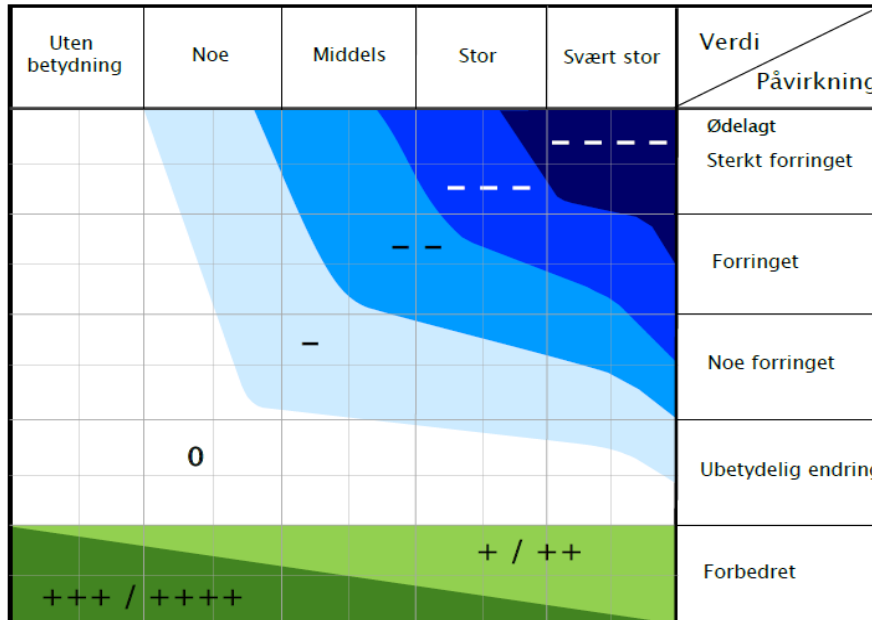 Uten
betydning
Noe
Middels
Stor
Svært stor
Verdi
Påvirkning
Ødelagt
– – – –
Sterkt forringet
– – –
– –
Forringet
–
Noe forringet
0
Ubetydelig endring
+ / ++
Forbedret
+++ / ++++